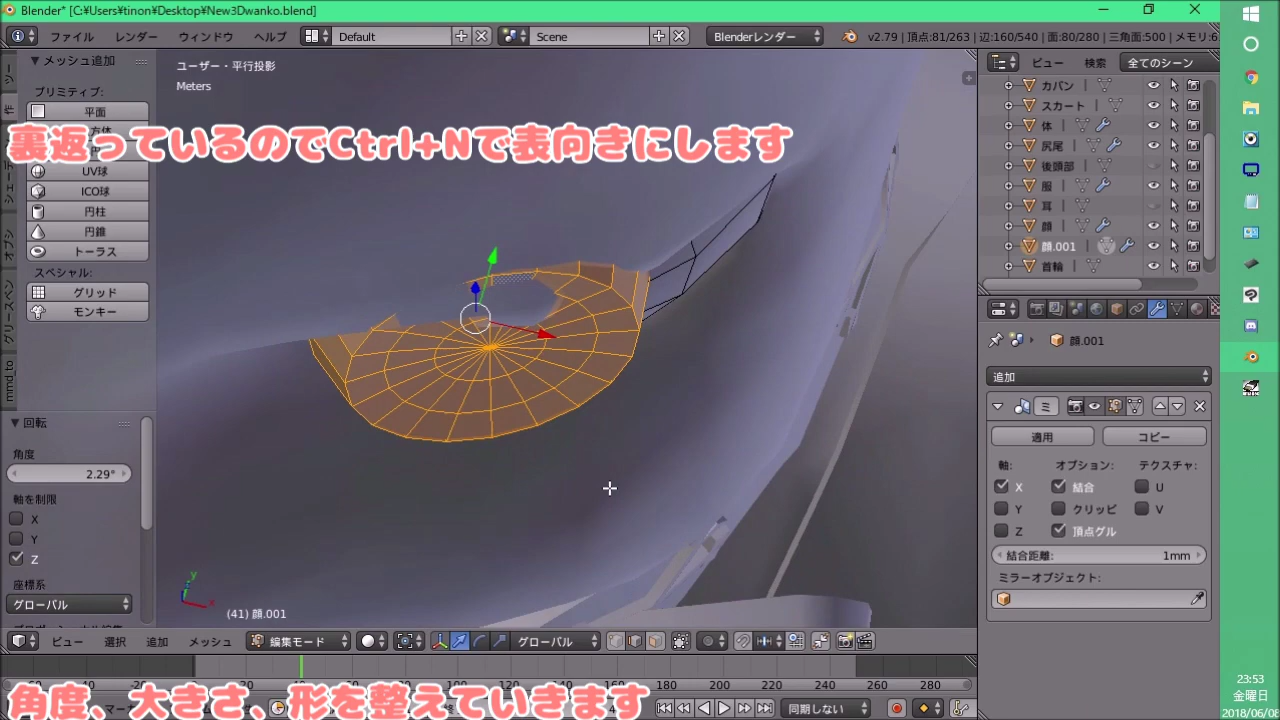 Blender* [C:¥Users¥tinon¥Desktop¥New3Dwanko.blend]
ファイル レンダー ウィンドウ ヘルプ Default Scene Blenderレンダー v2.79 | 頂点:81/263 | 辺:160/540 | 面:80/280 | 三角面:500 | メモリ:6
メッシュ追加
プリミティブ:
平面
UV球
ICO球
円柱
円錐
トーラス
スペシャル:
グリッド
モンキー
mmd_to
回転
角度
2.29°
軸を制限
X
Y
Z
座標系
グローバル
ユーザー・平行投影
Meters
裏返っているのでCtrl+Nで表向きにします
(41) 顔.001
ビュー 選択 追加 メッシュ 編集モード グローバル
ビュー 検索 全てのシーン
カバン
スカート
体
尻尾
後頭部
服
耳
顔
顔.001
首輪
顔.001
追加
ミ
適用 コピー
軸: オプション: テクスチャ:
X 結合 U
Y クリッピ V
Z 頂点グル
結合距離: 1mm
ミラーオブジェクト:
100 120 140 160 180 200 220 240 260 280
角度、大きさ、形を整えていきます
同期しない
23:53
金曜日
2018/06/08